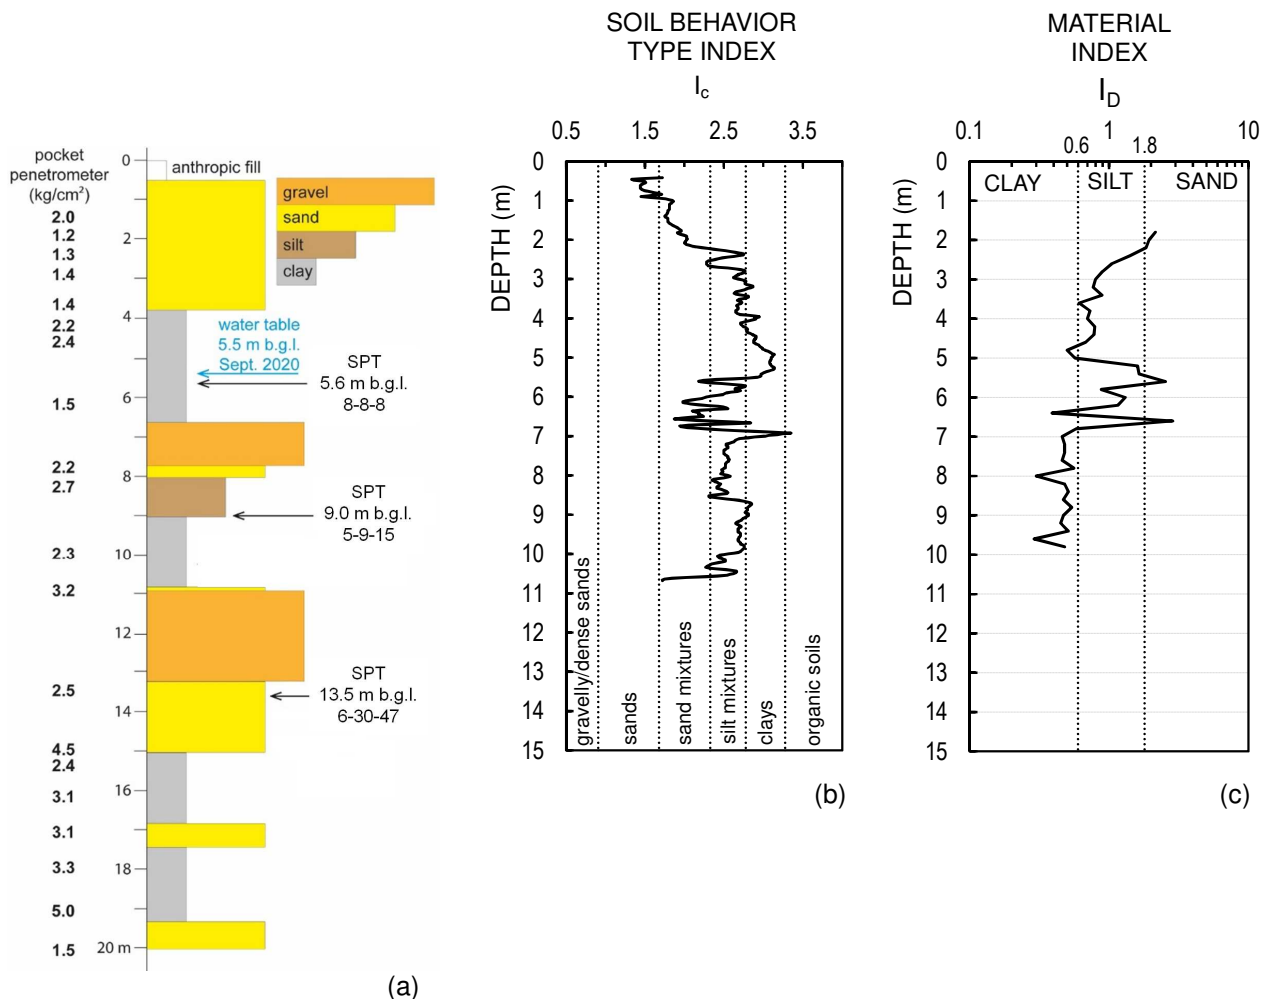 pocket
penetrometer
(kg/cm²)
2.0
1.2
1.3
1.4
1.4
2.2
2.4
1.5
2.2
2.7
2.3
3.2
2.5
4.5
2.4
3.1
3.1
3.3
5.0
1.5
0
2
4
6
8
10
12
14
16
18
20 m
anthropic fill
gravel
sand
silt
clay
water table
5.5 m b.g.l.
Sept. 2020
SPT
5.6 m b.g.l.
8-8-8
SPT
9.0 m b.g.l.
5-9-15
SPT
13.5 m b.g.l.
6-30-47
(a)
SOIL BEHAVIOR
TYPE INDEX
Ic
0.5 1.5 2.5 3.5
DEPTH (m)
0
1
2
3
4
5
6
7
8
9
10
11
12
13
14
15
gravelly/dense sands
sands
sand mixtures
silt mixtures
clays
organic soils
(b)
MATERIAL
INDEX
ID
0.1 1 10
0.6 1.8
CLAY SILT SAND
DEPTH (m)
0
1
2
3
4
5
6
7
8
9
10
11
12
13
14
15
(c)